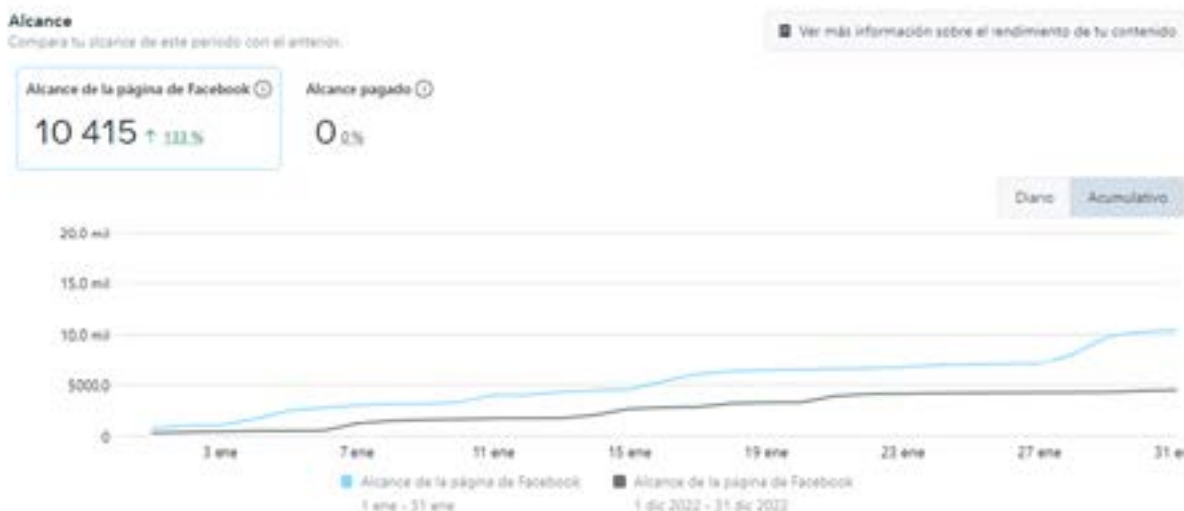 Alcance
Compara tu alcance de este periodo con el anterior.
Ver más información sobre el rendimiento de tu contenido
Alcance de la página de Facebook
10 415 ↑ 133 %
Alcance pagado
0 0 %
Diario
Acumulativo
20.0 mil
15.0 mil
10.0 mil
5000.0
0
3 ene
7 ene
11 ene
15 ene
19 ene
23 ene
27 ene
31 e
Alcance de la página de Facebook
1 ene - 31 ene
Alcance de la página de Facebook
1 dic 2022 - 31 dic 2022